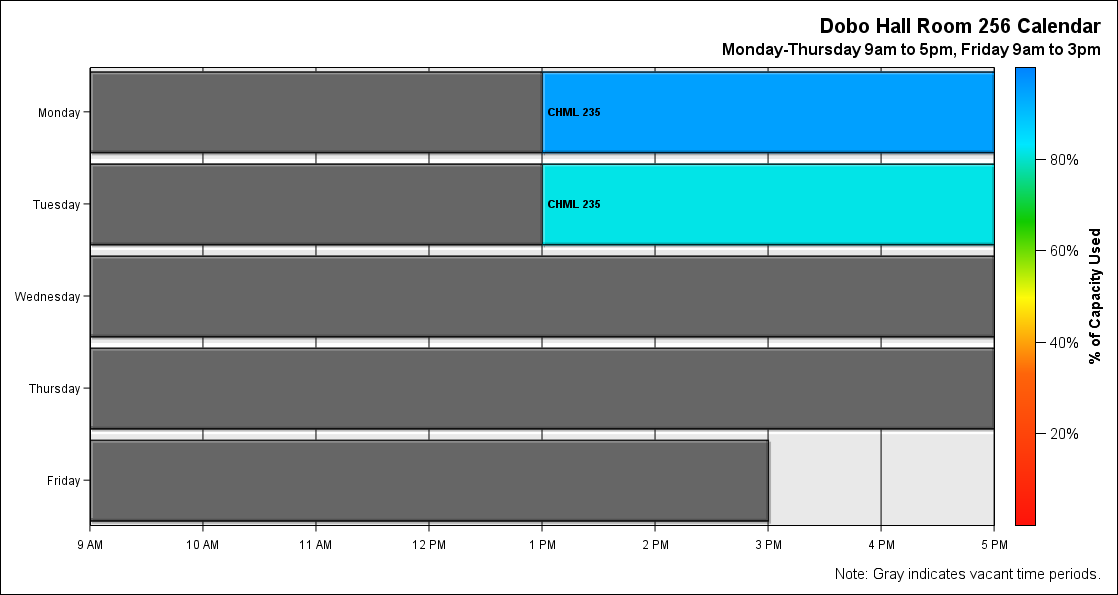 Dobo Hall Room 256 Calendar
Monday-Thursday 9am to 5pm, Friday 9am to 3pm
Monday
CHML 235
Tuesday
CHML 235
Wednesday
Thursday
Friday
9 AM 10 AM 11 AM 12 PM 1 PM 2 PM 3 PM 4 PM 5 PM
80%
60%
40%
20%
% of Capacity Used
Note: Gray indicates vacant time periods.